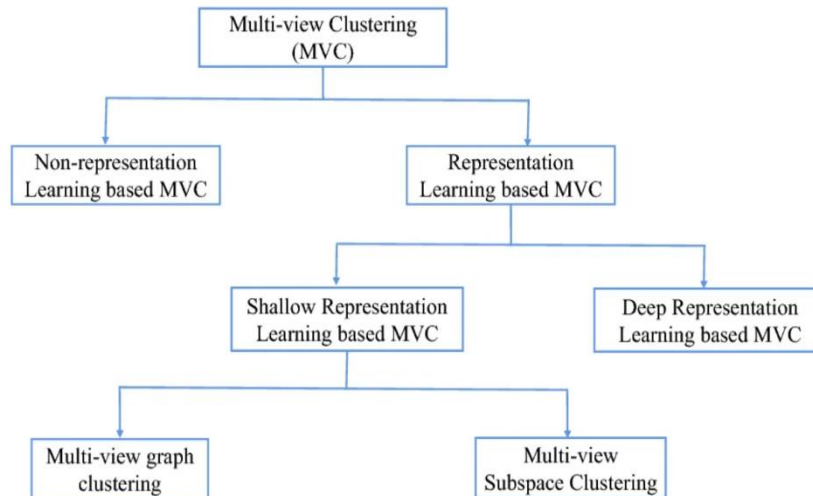 Multi-view Clustering
(MVC)
Non-representation
Learning based MVC
Representation
Learning based MVC
Shallow Representation
Learning based MVC
Deep Representation
Learning based MVC
Multi-view graph
clustering
Multi-view
Subspace Clustering